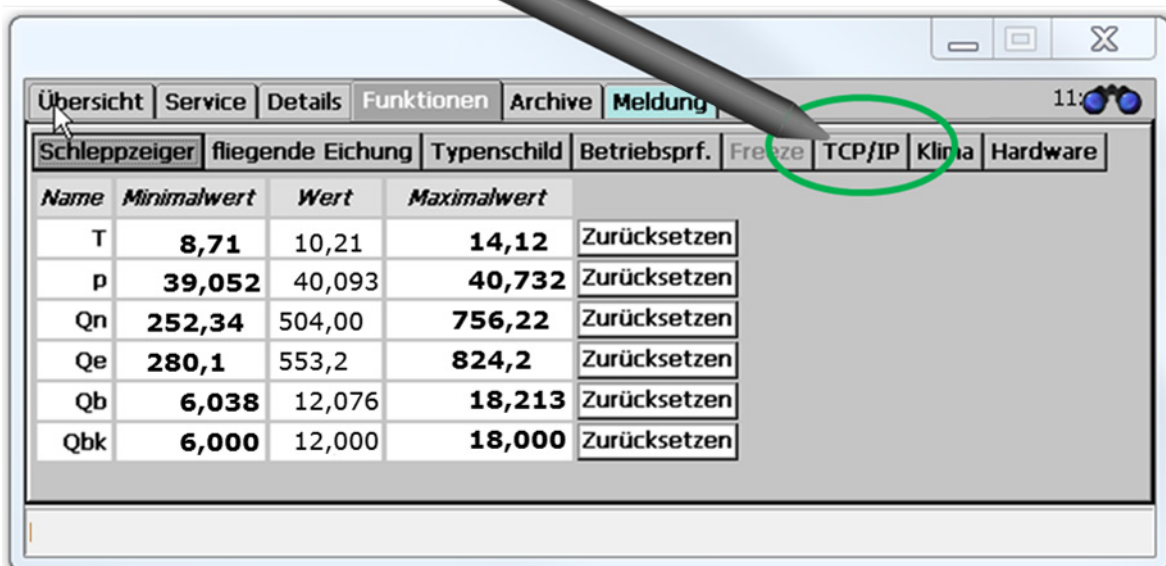 Übersicht Service Details Funktionen Archive Meldung 11:
Schleppzeiger fliegende Eichung Typenschild Betriebsprf. Freeze TCP/IP Klima Hardware
Name Minimalwert Wert Maximalwert
T 8,71 10,21 14,12 Zurücksetzen
p 39,052 40,093 40,732 Zurücksetzen
Qn 252,34 504,00 756,22 Zurücksetzen
Qe 280,1 553,2 824,2 Zurücksetzen
Qb 6,038 12,076 18,213 Zurücksetzen
Qbk 6,000 12,000 18,000 Zurücksetzen